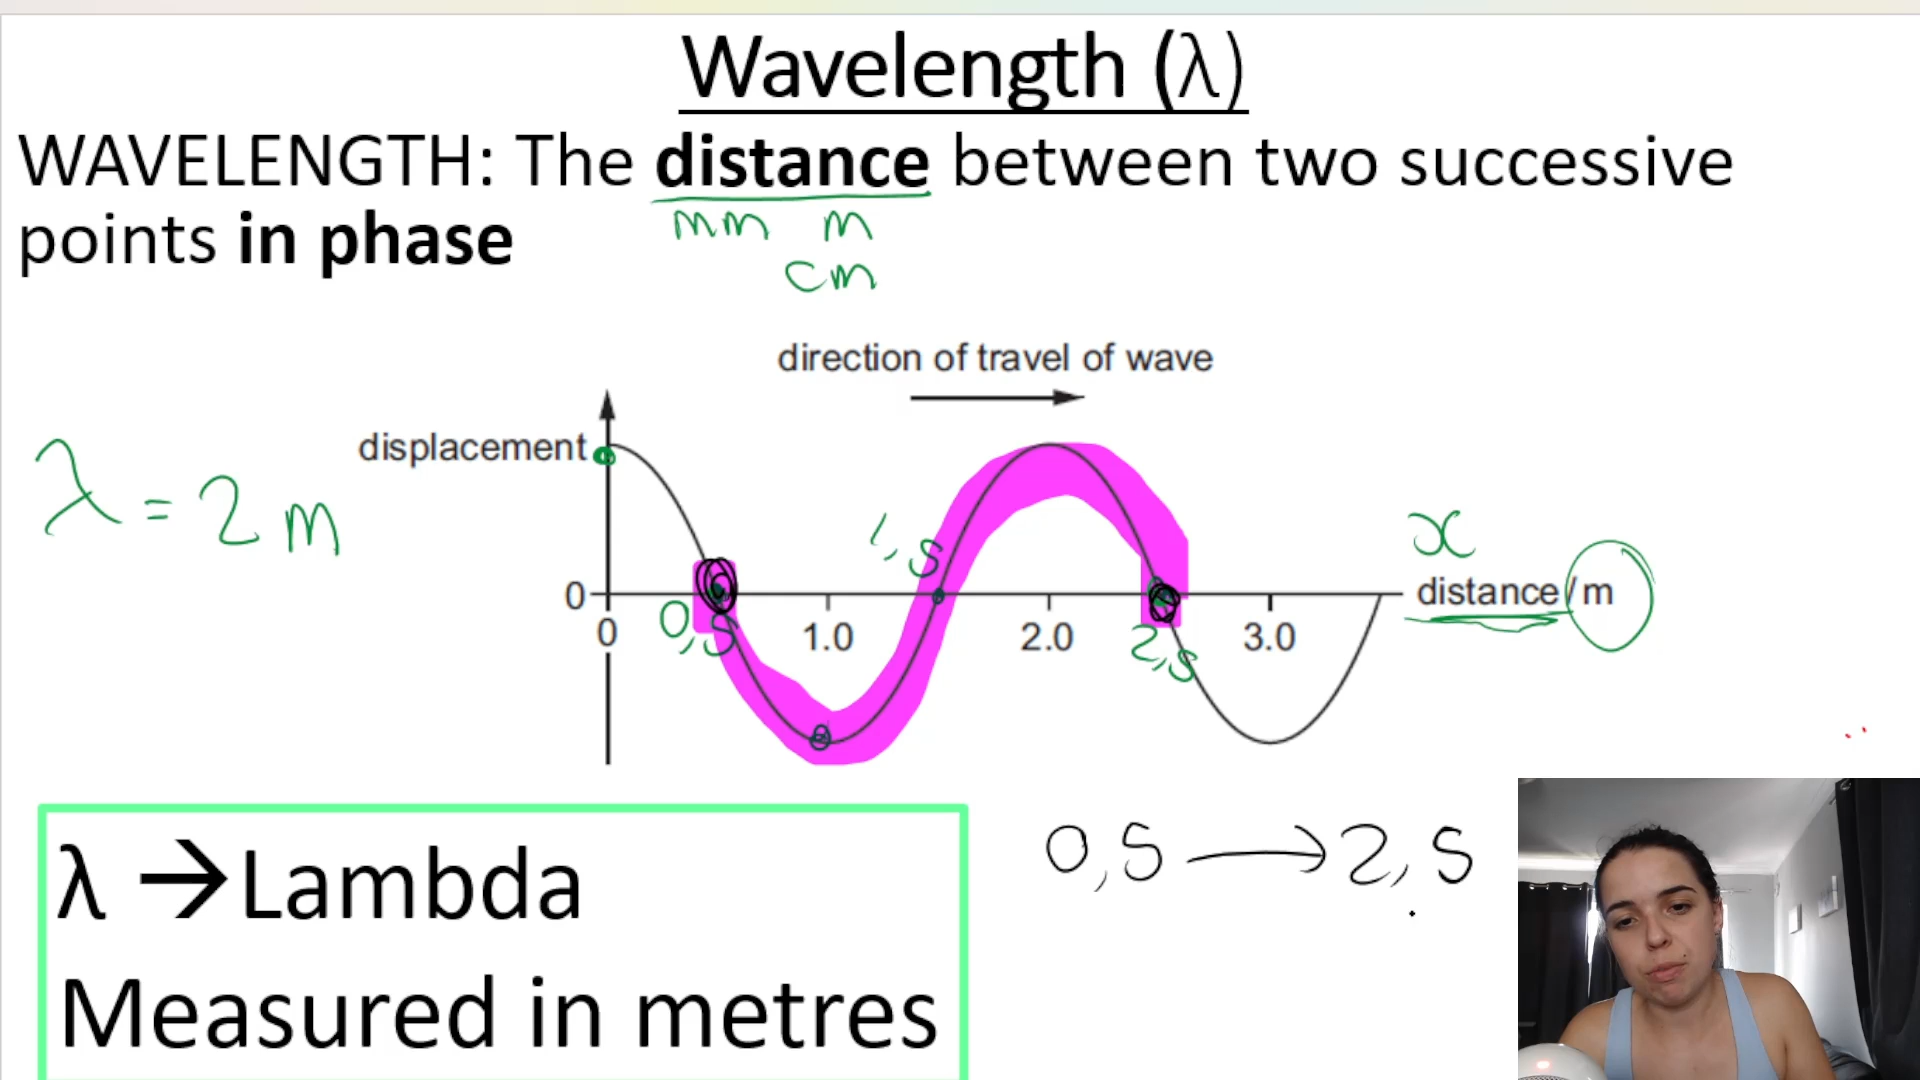 Wavelength (λ)
WAVELENGTH: The distance between two successive
points in phase
mm m
cm
direction of travel of wave
displacement
λ = 2 m
1,5
x
distance / m
0
0 0,5 1.0 2.0 2,5 3.0
λ → Lambda
Measured in metres
0,5 → 2,5